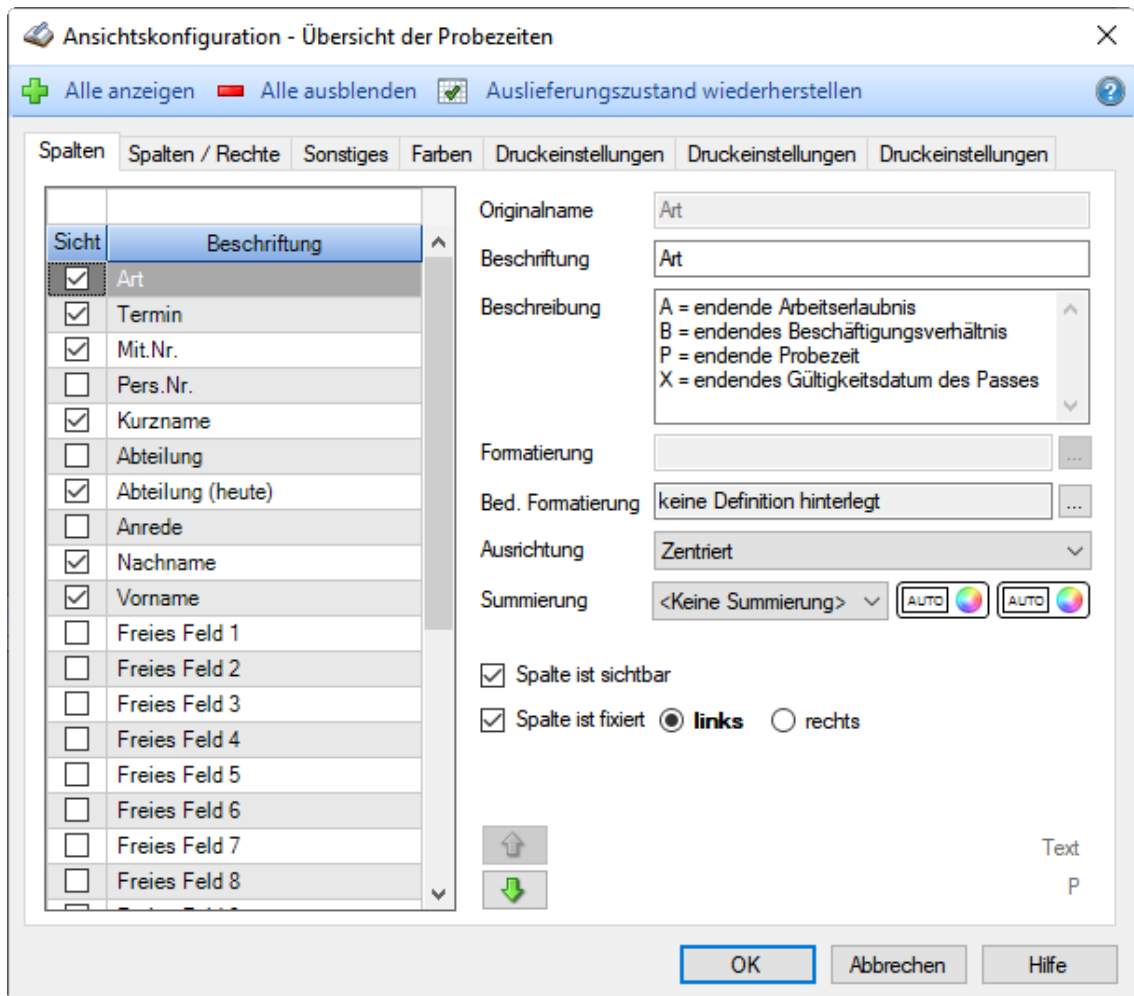 Ansichtskonfiguration - Übersicht der Probezeiten
Alle anzeigen Alle ausblenden Auslieferungszustand wiederherstellen ?
Spalten Spalten / Rechte Sonstiges Farben Druckeinstellungen Druckeinstellungen Druckeinstellungen
Sicht Beschriftung
Art
Termin
Mit.Nr.
Pers.Nr.
Kurzname
Abteilung
Abteilung (heute)
Anrede
Nachname
Vorname
Freies Feld 1
Freies Feld 2
Freies Feld 3
Freies Feld 4
Freies Feld 5
Freies Feld 6
Freies Feld 7
Freies Feld 8
Originalname Art
Beschriftung Art
Beschreibung A = endende Arbeitserlaubnis
B = endendes Beschäftigungsverhältnis
P = endende Probezeit
X = endendes Gültigkeitsdatum des Passes
Formatierung ...
Bed. Formatierung keine Definition hinterlegt ...
Ausrichtung Zentriert
Summierung <Keine Summierung> AUTO AUTO
Spalte ist sichtbar
Spalte ist fixiert links rechts
Text
P
OK Abbrechen Hilfe